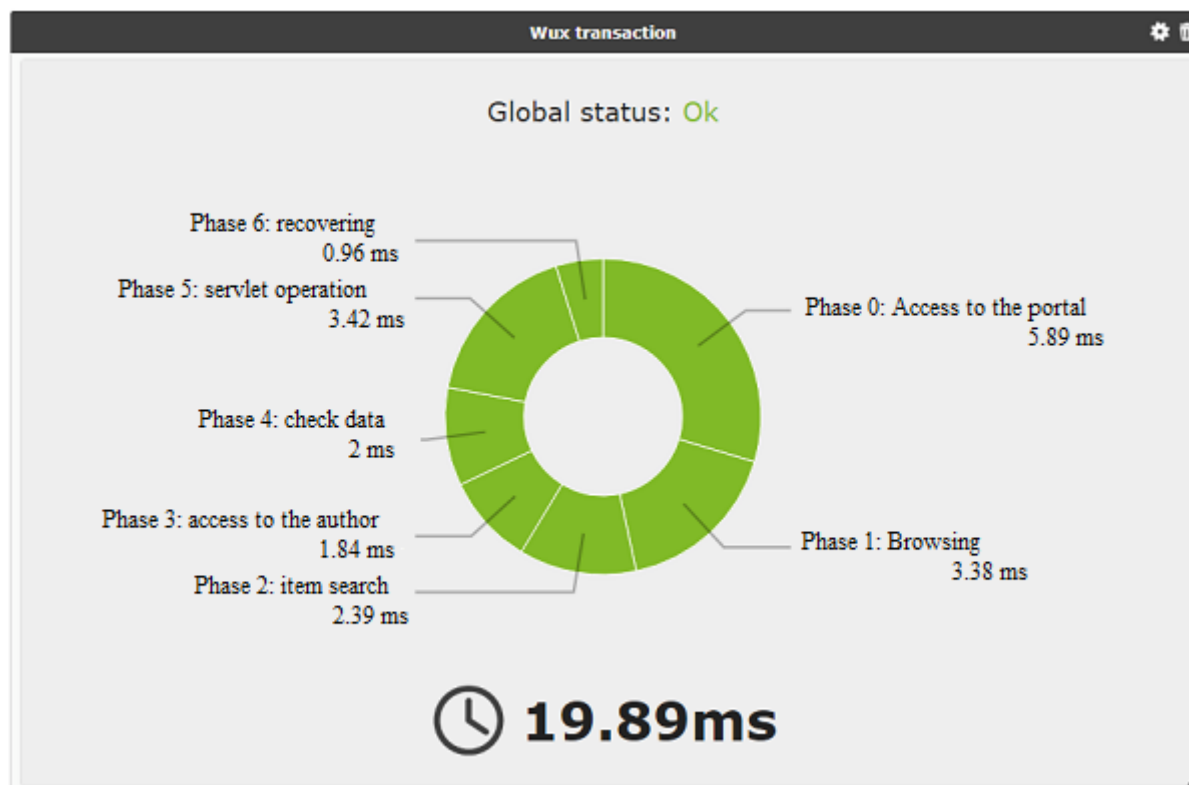 Wux transaction
Global status: Ok
Phase 6: recovering
0.96 ms
Phase 5: servlet operation
3.42 ms
Phase 0: Access to the portal
5.89 ms
Phase 4: check data
2 ms
Phase 3: access to the author
1.84 ms
Phase 1: Browsing
3.38 ms
Phase 2: item search
2.39 ms
19.89ms